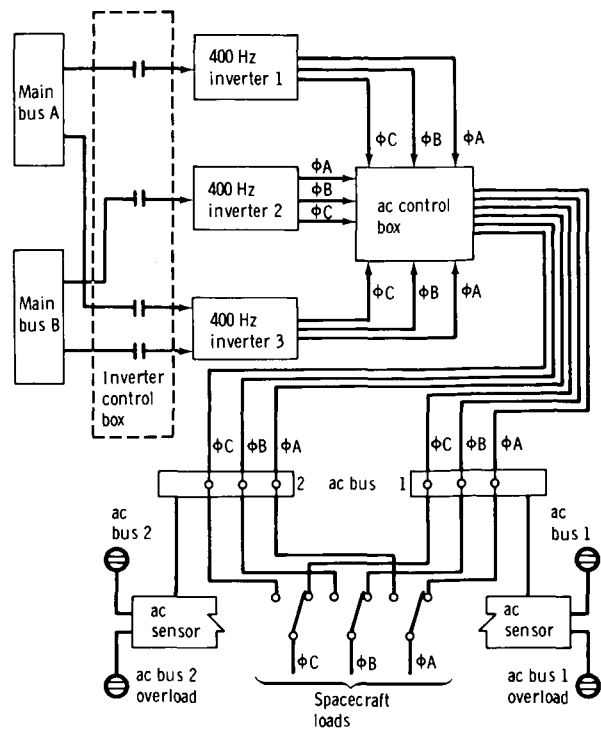 Main
bus A
400 Hz
inverter 1
ϕC ϕB ϕA
400 Hz
inverter 2
ϕA
ϕB
ϕC
ac control
box
Main
bus B
400 Hz
inverter 3
ϕC ϕB ϕA
Inverter
control
box
ϕC ϕB ϕA
ϕC ϕB ϕA
2 ac bus 1
ac
bus 2
ac
bus 1
ac
sensor
ac
sensor
ac bus 2
overload
ac bus 1
overload
ϕC ϕB ϕA
Spacecraft
loads